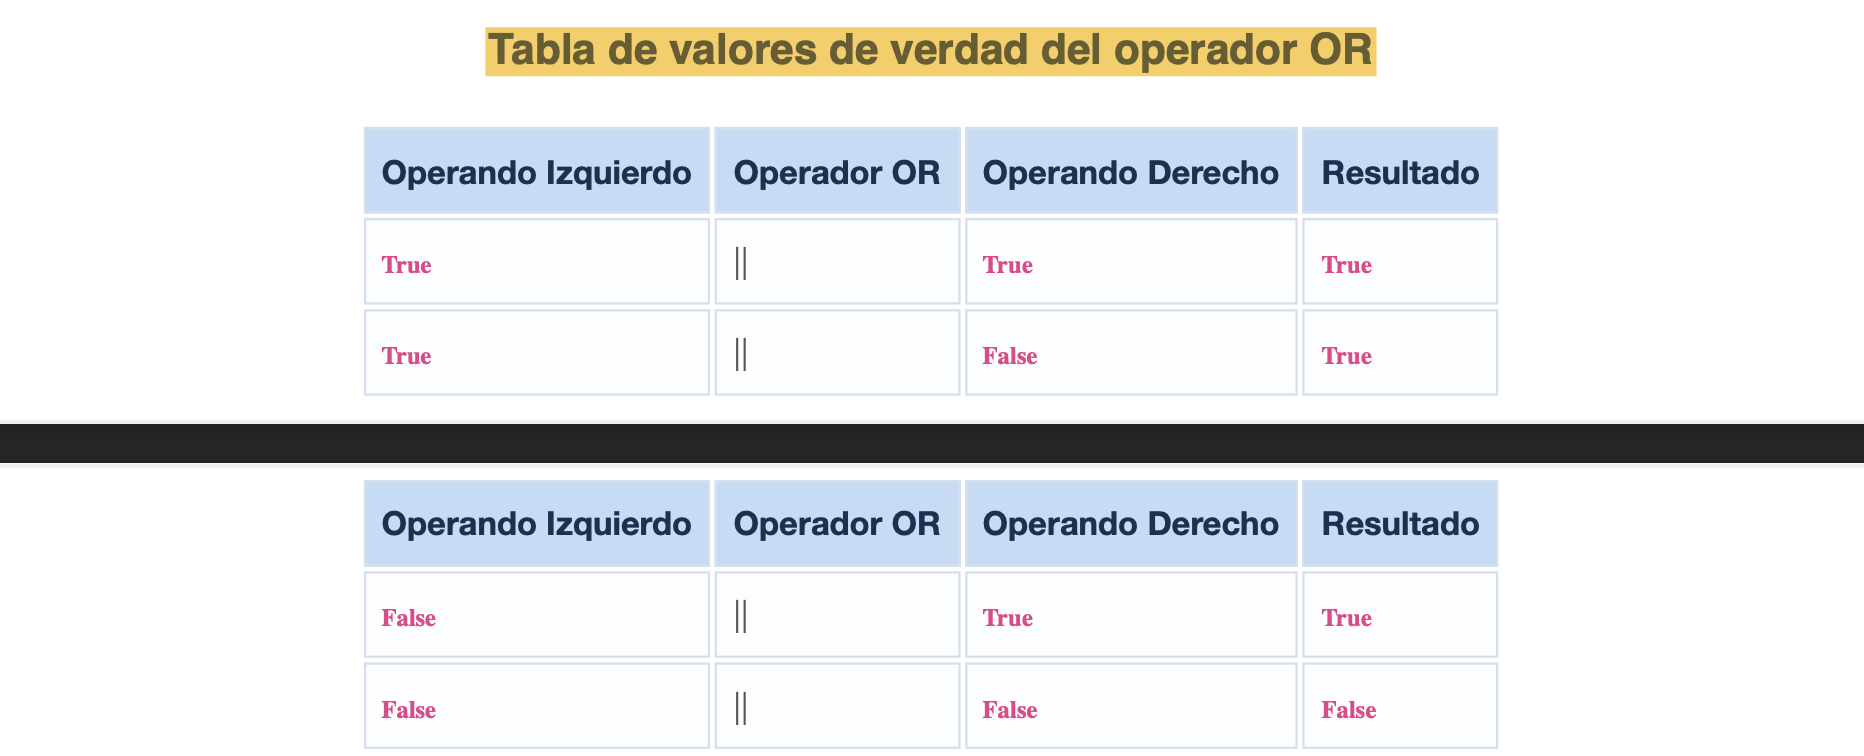 Tabla de valores de verdad del operador OR
Operando Izquierdo Operador OR Operando Derecho Resultado
True || True True
True || False True
Operando Izquierdo Operador OR Operando Derecho Resultado
False || True True
False || False False